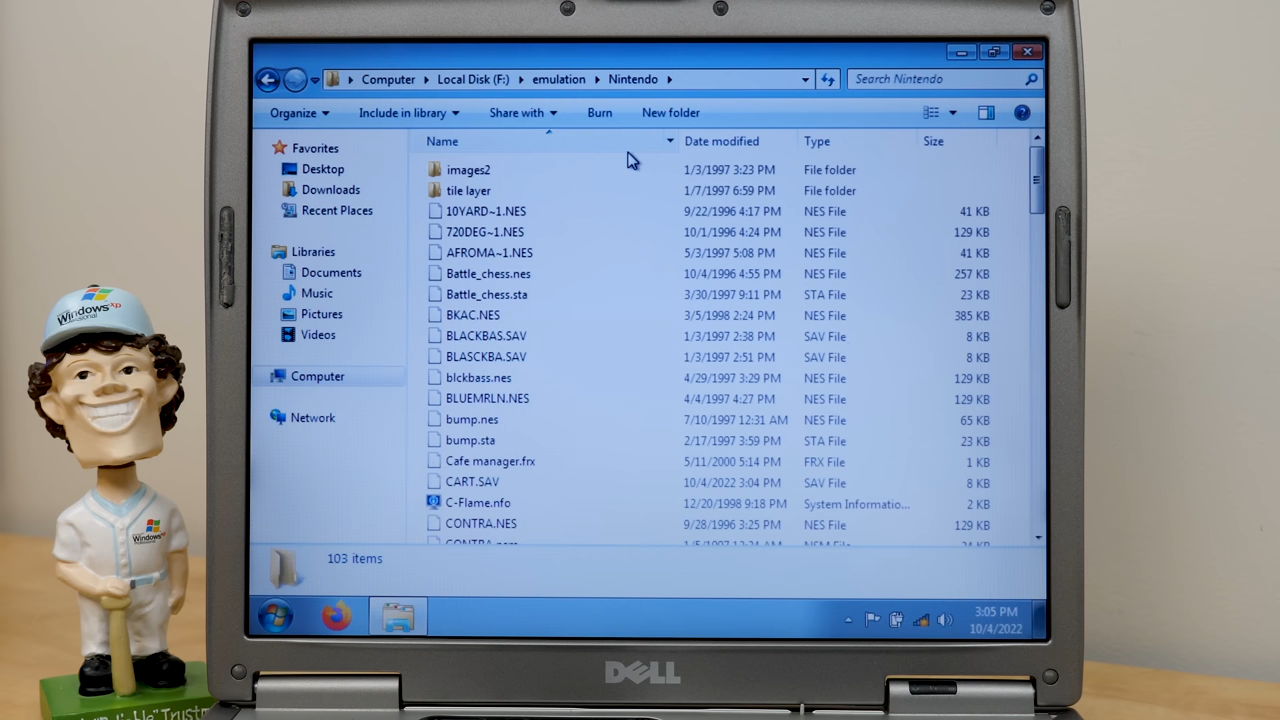 Computer Local Disk (F:) emulation Nintendo Search Nintendo
Organize Include in library Share with Burn New folder
Name Date modified Type Size
Favorites
Desktop
Downloads
Recent Places
Libraries
Documents
Music
Pictures
Videos
Computer
Network
images2 1/3/1997 3:23 PM File folder
tile layer 1/7/1997 6:59 PM File folder
10YARD~1.NES 9/22/1996 4:17 PM NES File 41 KB
720DEG~1.NES 10/1/1996 4:24 PM NES File 129 KB
AFROMA~1.NES 5/3/1997 5:08 PM NES File 41 KB
Battle_chess.nes 10/4/1996 4:55 PM NES File 257 KB
Battle_chess.sta 3/30/1997 9:11 PM STA File 23 KB
BKAC.NES 3/5/1998 2:24 PM NES File 385 KB
BLACKBAS.SAV 1/3/1997 2:38 PM SAV File 8 KB
BLASCKBA.SAV 1/3/1997 2:51 PM SAV File 8 KB
blckbass.nes 4/29/1997 3:29 PM NES File 129 KB
BLUEMRLN.NES 4/4/1997 4:27 PM NES File 129 KB
bump.nes 7/10/1997 12:31 AM NES File 65 KB
bump.sta 2/17/1997 3:59 PM STA File 23 KB
Cafe manager.frx 5/11/2000 5:14 PM FRX File 1 KB
CART.SAV 10/4/2022 3:04 PM SAV File 8 KB
C-Flame.nfo 12/20/1998 9:18 PM System Informatio... 2 KB
CONTRA.NES 9/28/1996 3:25 PM NES File 129 KB
103 items
3:05 PM
10/4/2022
DELL
Windows xp
Professional
Windows xp
"Reliable"